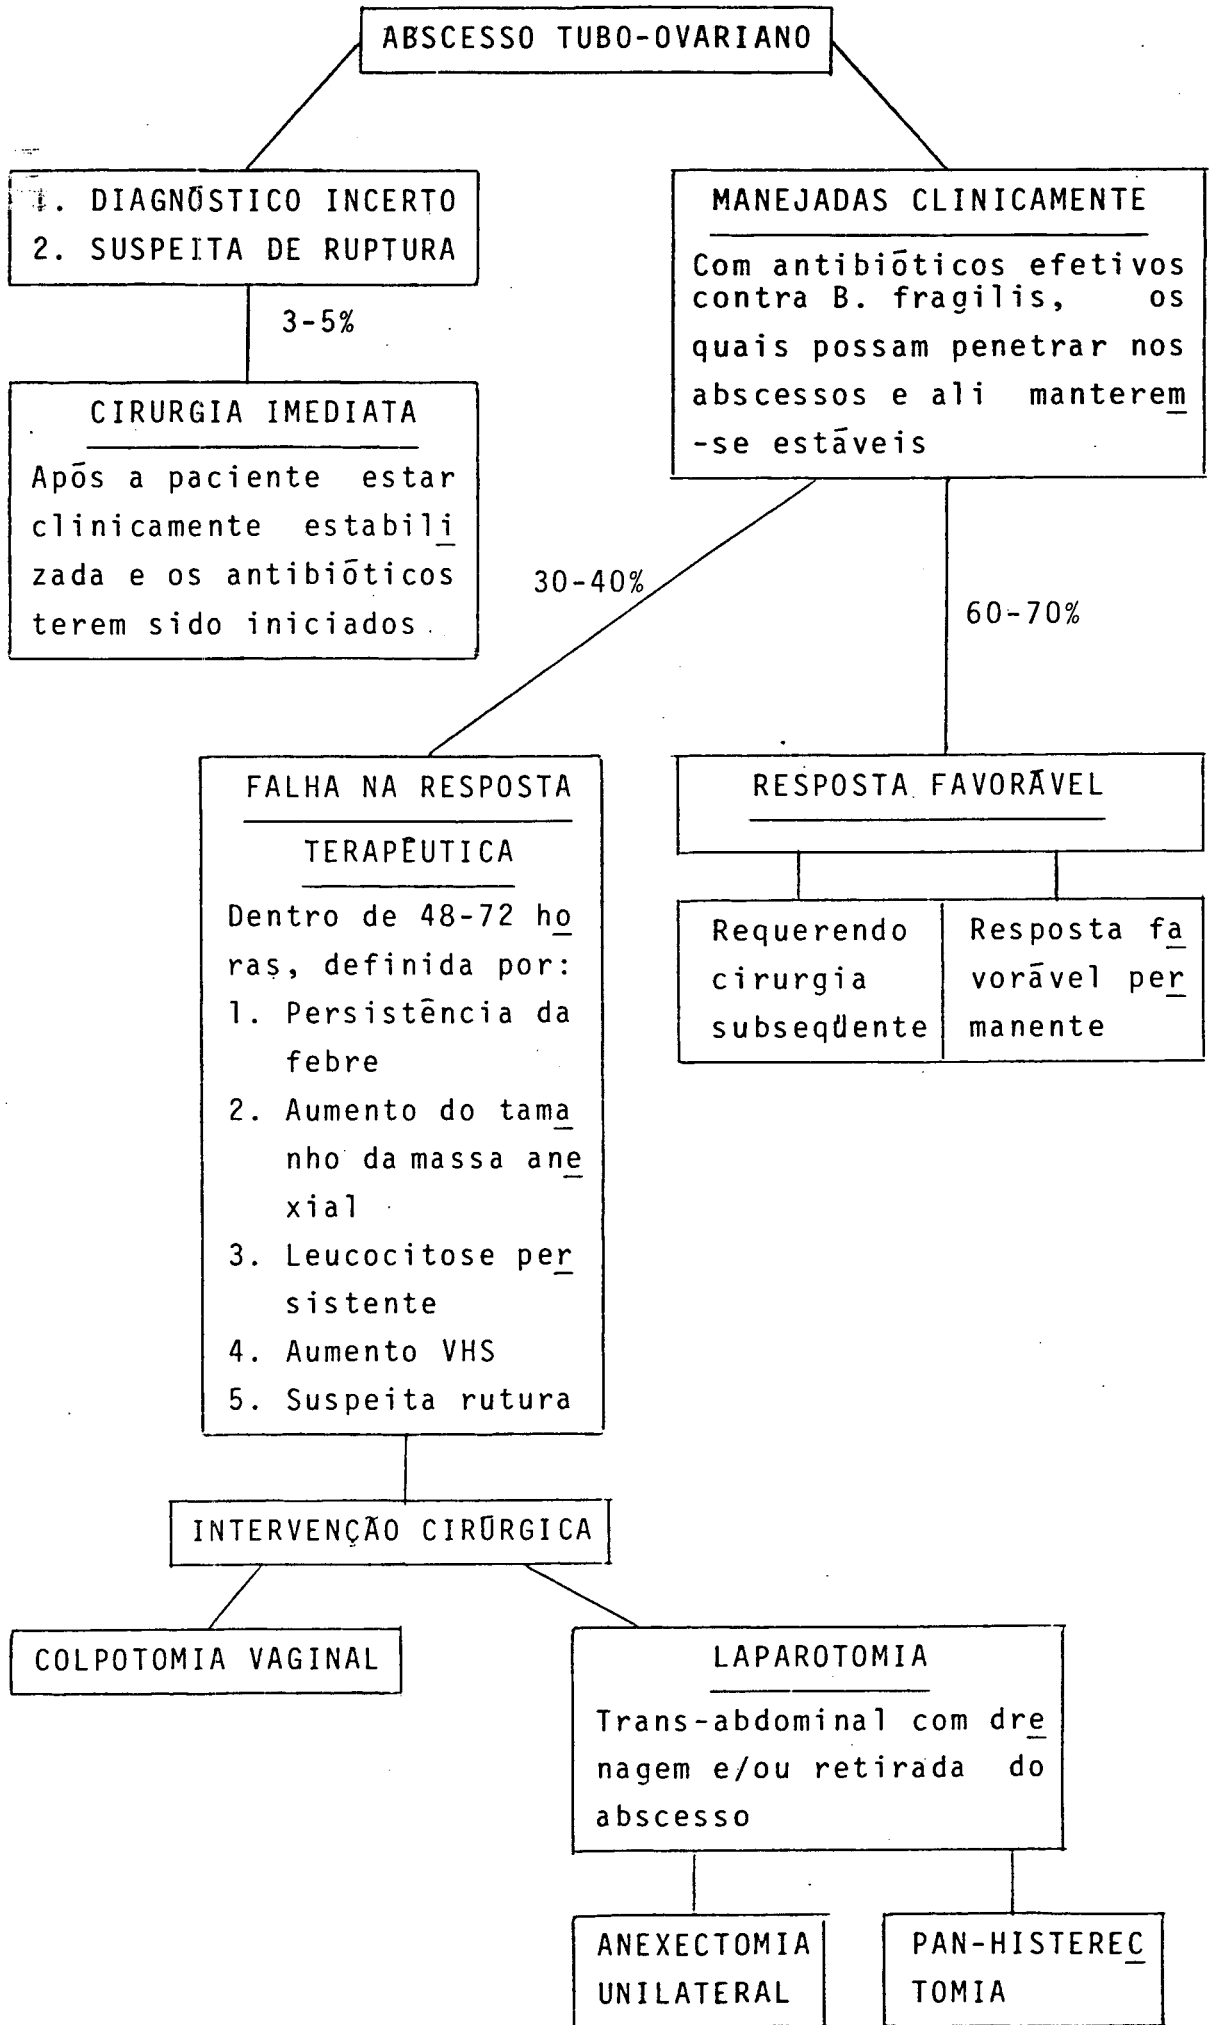 ABSCESSO TUBO-OVARIANO
1. DIAGNÓSTICO INCERTO
2. SUSPEITA DE RUPTURA
3-5%
CIRURGIA IMEDIATA
Após a paciente estar
clinicamente estabili
zada e os antibióticos
terem sido iniciados
MANEJADAS CLINICAMENTE
Com antibióticos efetivos
contra B. fragilis, os
quais possam penetrar nos
abscessos e ali manterem
-se estáveis
30-40%
60-70%
FALHA NA RESPOSTA
TERAPÊUTICA
Dentro de 48-72 ho
ras, definida por:
1. Persistência da
febre
2. Aumento do tama
nho da massa ane
xial
3. Leucocitose per
sistente
4. Aumento VHS
5. Suspeita rutura
RESPOSTA FAVORÁVEL
Requerendo
cirurgia
subseqüente
Resposta fa
vorável per
manente
INTERVENÇÃO CIRÚRGICA
COLPOTOMIA VAGINAL
LAPAROTOMIA
Trans-abdominal com dre
nagem e/ou retirada do
abscesso
ANEXECTOMIA
UNILATERAL
PAN-HISTEREC
TOMIA